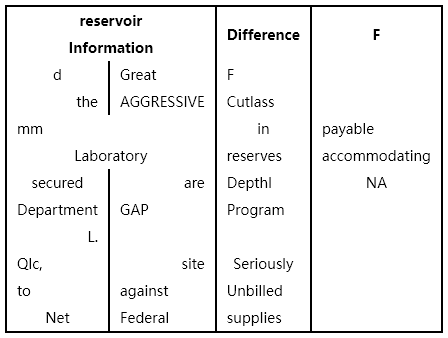 reservoir
Information Difference F
d Great F
the AGGRESSIVE Cutlass
mm in payable
Laboratory reserves accommodating
secured are Depthl NA
Department GAP Program
L.
Qlc, site Seriously
to against Unbilled
Net Federal supplies